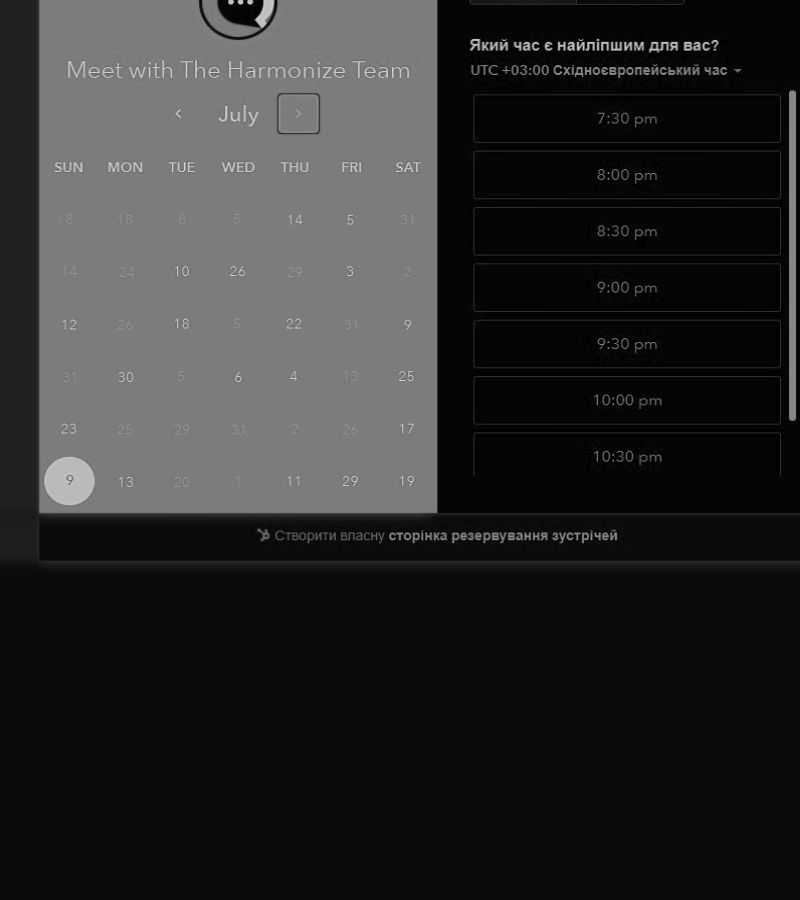 Meet with The Harmonize Team
July
SUN MON TUE WED THU FRI SAT
8 18 8 5 14 5 31
14 24 10 26 29 3 2
12 26 18 5 22 31 9
31 30 5 6 4 13 25
23 25 29 31 2 26 17
9 13 20 1 11 29 19
Який час є найліпшим для вас?
UTC +03:00 Східноєвропейський час
7:30 pm
8:00 pm
8:30 pm
9:00 pm
9:30 pm
10:00 pm
10:30 pm
Створити власну сторінка резервування зустрічей